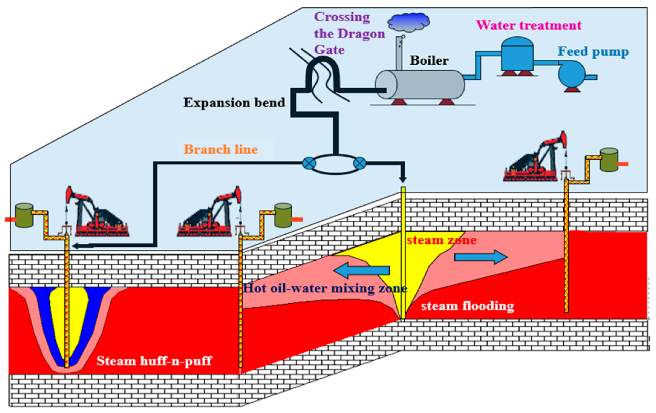 Crossing
the Dragon
Gate
Water treatment
Boiler
Feed pump
Expansion bend
Branch line
steam zone
Hot oil-water mixing zone
steam flooding
Steam huff-n-puff